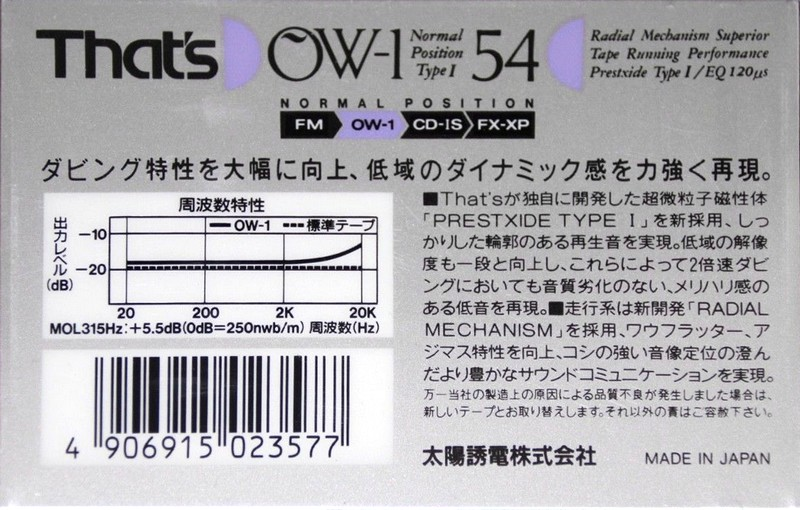 That's OW-1 Normal Position Type I 54
Radial Mechanism Superior
Tape Running Performance
Prestxide Type I / EQ 120μs
NORMAL POSITION
FM OW-1 CD-IS FX-XP
ダビング特性を大幅に向上、低域のダイナミック感を力強く再現。
周波数特性
出力レベル(dB)
OW-1 標準テープ
-10
-20
20 200 2K 20K
MOL315Hz:+5.5dB(0dB=250nwb/m) 周波数(Hz)
■That'sが独自に開発した超微粒子磁性体
「PRESTXIDE TYPE I」を新採用、しっ
かりした輪郭のある再生音を実現。低域の解像
度も一段と向上し、これらによって2倍速ダビ
ングにおいても音質劣化のない、メリハリ感の
ある低音を再現。■走行系は新開発「RADIAL
MECHANISM」を採用、ワウフラッター、ア
ジマス特性を向上、コシの強い音像定位の澄ん
だより豊かなサウンドコミュニケーションを実現。
万一当社の製造上の原因による品質不良が発生しました場合は、
新しいテープとお取り替えします。それ以外の責はご容赦下さい。
4 906915 023577
太陽誘電株式会社 MADE IN JAPAN